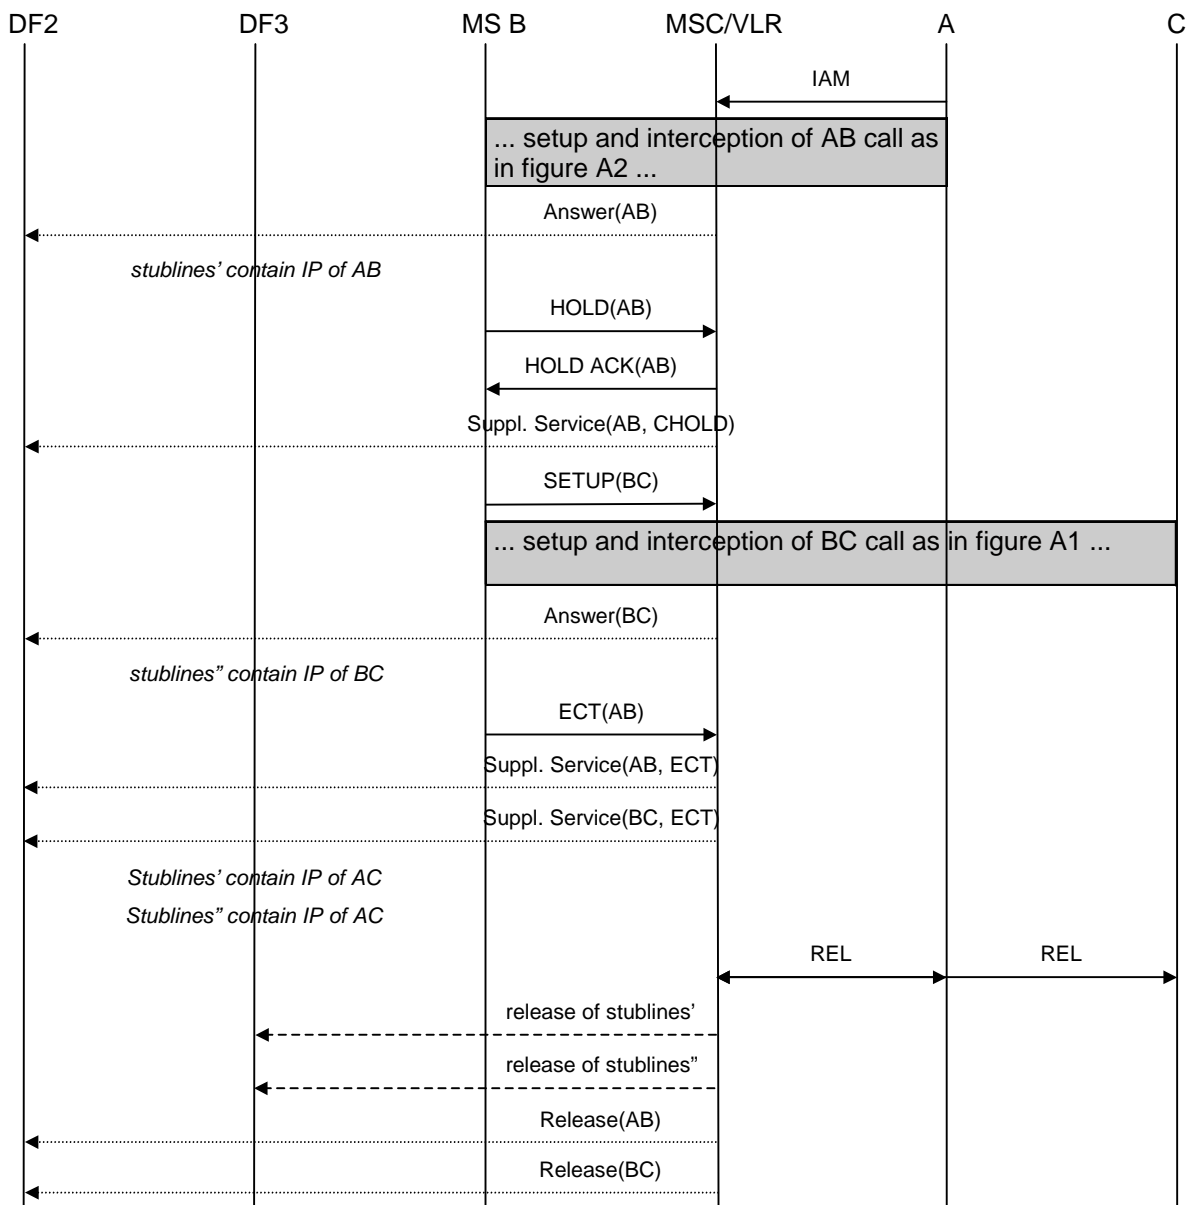 DF2 DF3 MS B MSC/VLR A C
IAM
... setup and interception of AB call as
in figure A2 ...
Answer(AB)
stublines’ contain IP of AB
HOLD(AB)
HOLD ACK(AB)
Suppl. Service(AB, CHOLD)
SETUP(BC)
... setup and interception of BC call as in figure A1 ...
Answer(BC)
stublines” contain IP of BC
ECT(AB)
Suppl. Service(AB, ECT)
Suppl. Service(BC, ECT)
Stublines’ contain IP of AC
Stublines” contain IP of AC
REL REL
release of stublines’
release of stublines”
Release(AB)
Release(BC)